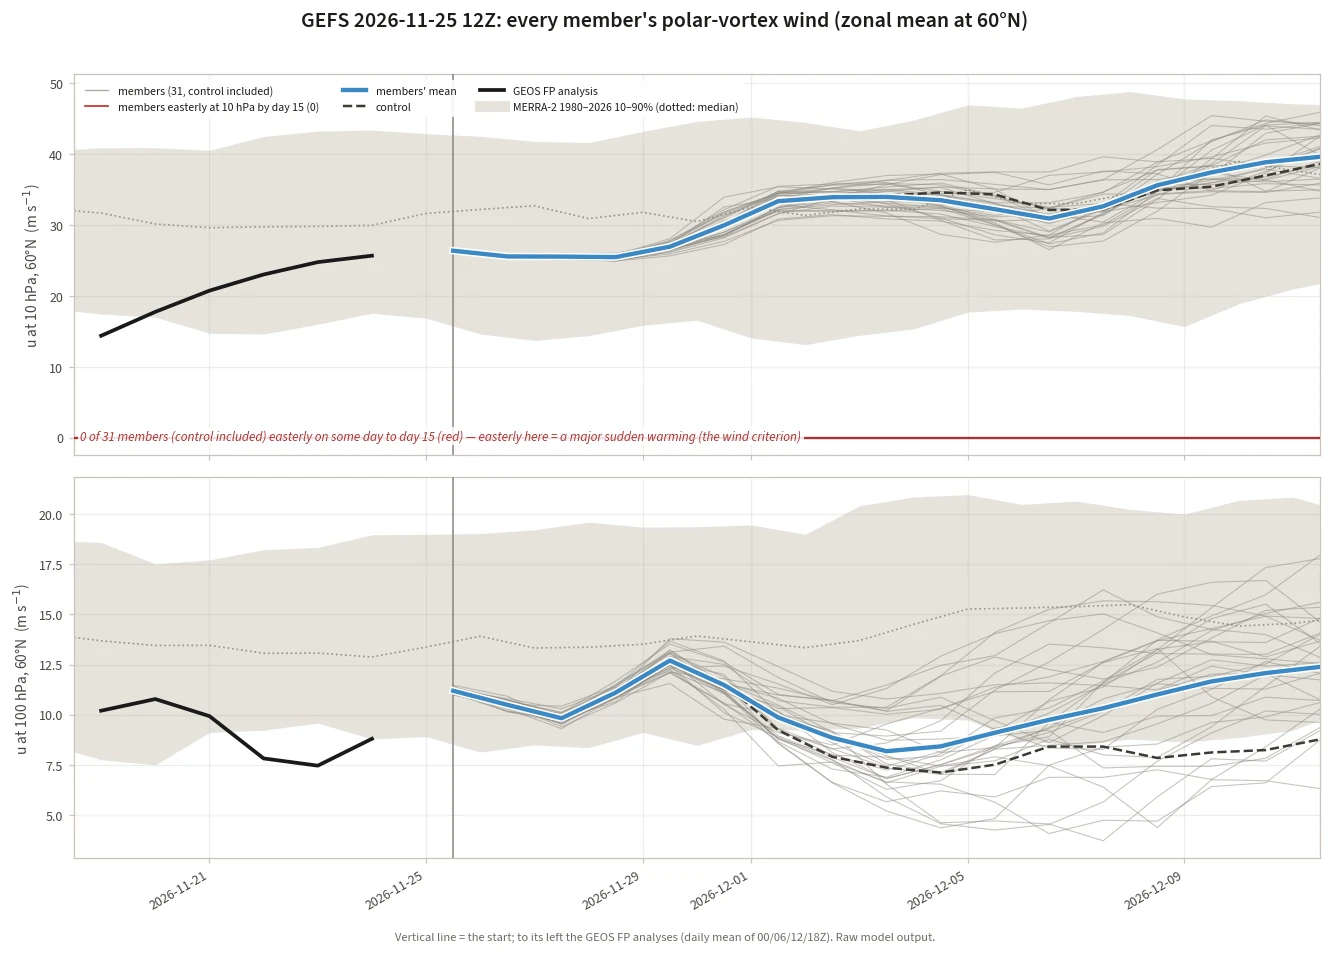 GEFS 2026-11-25 12Z: every member's polar-vortex wind (zonal mean at 60°N)
members (31, control included)
members easterly at 10 hPa by day 15 (0)
members' mean
control
GEOS FP analysis
MERRA-2 1980–2026 10–90% (dotted: median)
50
40
30
20
10
0
u at 10 hPa, 60°N (m s−1)
0 of 31 members (control included) easterly on some day to day 15 (red) — easterly here = a major sudden warming (the wind criterion)
20.0
17.5
15.0
12.5
10.0
7.5
5.0
u at 100 hPa, 60°N (m s−1)
2026-11-21
2026-11-25
2026-11-29
2026-12-01
2026-12-05
2026-12-09
Vertical line = the start; to its left the GEOS FP analyses (daily mean of 00/06/12/18Z). Raw model output.